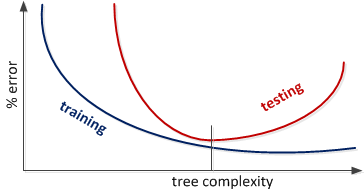 % error
training
testing
tree complexity